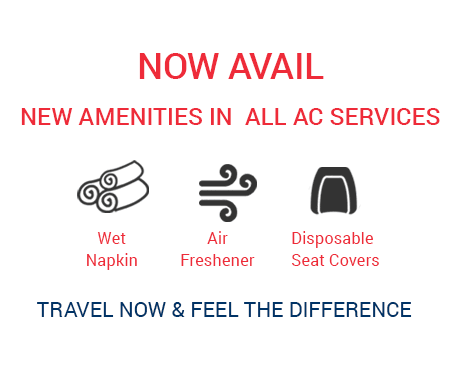 NOW AVAIL
NEW AMENITIES IN ALL AC SERVICES
Wet Napkin
Air Freshener
Disposable Seat Covers
TRAVEL NOW & FEEL THE DIFFERENCE